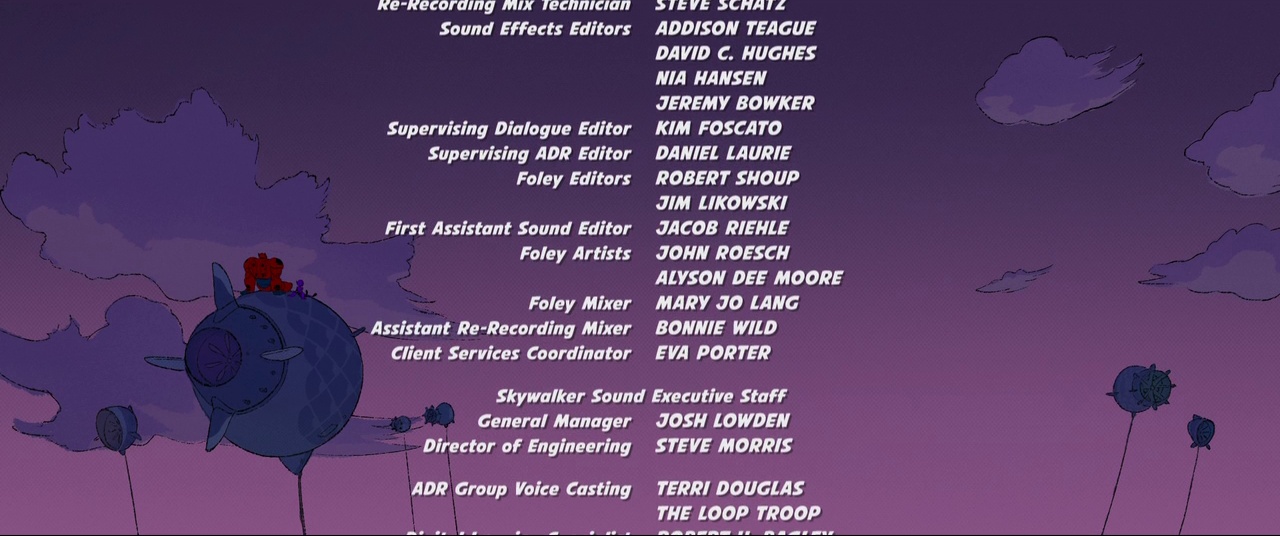 Re-Recording Mix Technician STEVE SCHATZ
Sound Effects Editors ADDISON TEAGUE
DAVID C. HUGHES
NIA HANSEN
JEREMY BOWKER
Supervising Dialogue Editor KIM FOSCATO
Supervising ADR Editor DANIEL LAURIE
Foley Editors ROBERT SHOUP
JIM LIKOWSKI
First Assistant Sound Editor JACOB RIEHLE
Foley Artists JOHN ROESCH
ALYSON DEE MOORE
Foley Mixer MARY JO LANG
Assistant Re-Recording Mixer BONNIE WILD
Client Services Coordinator EVA PORTER
Skywalker Sound Executive Staff
General Manager JOSH LOWDEN
Director of Engineering STEVE MORRIS
ADR Group Voice Casting TERRI DOUGLAS
THE LOOP TROOP